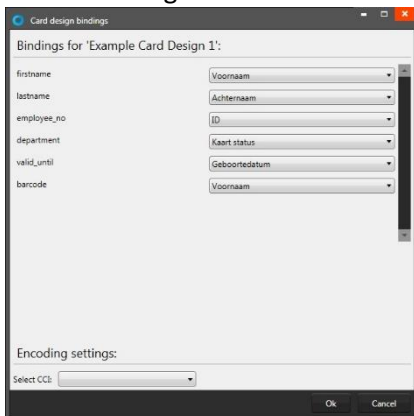 Card design bindings
Bindings for 'Example Card Design 1':
firstname Voornaam
lastname Achternaam
employee_no ID
department Kaart status
valid_until Geboortedatum
barcode Voornaam
Encoding settings:
Select CCI:
Ok Cancel